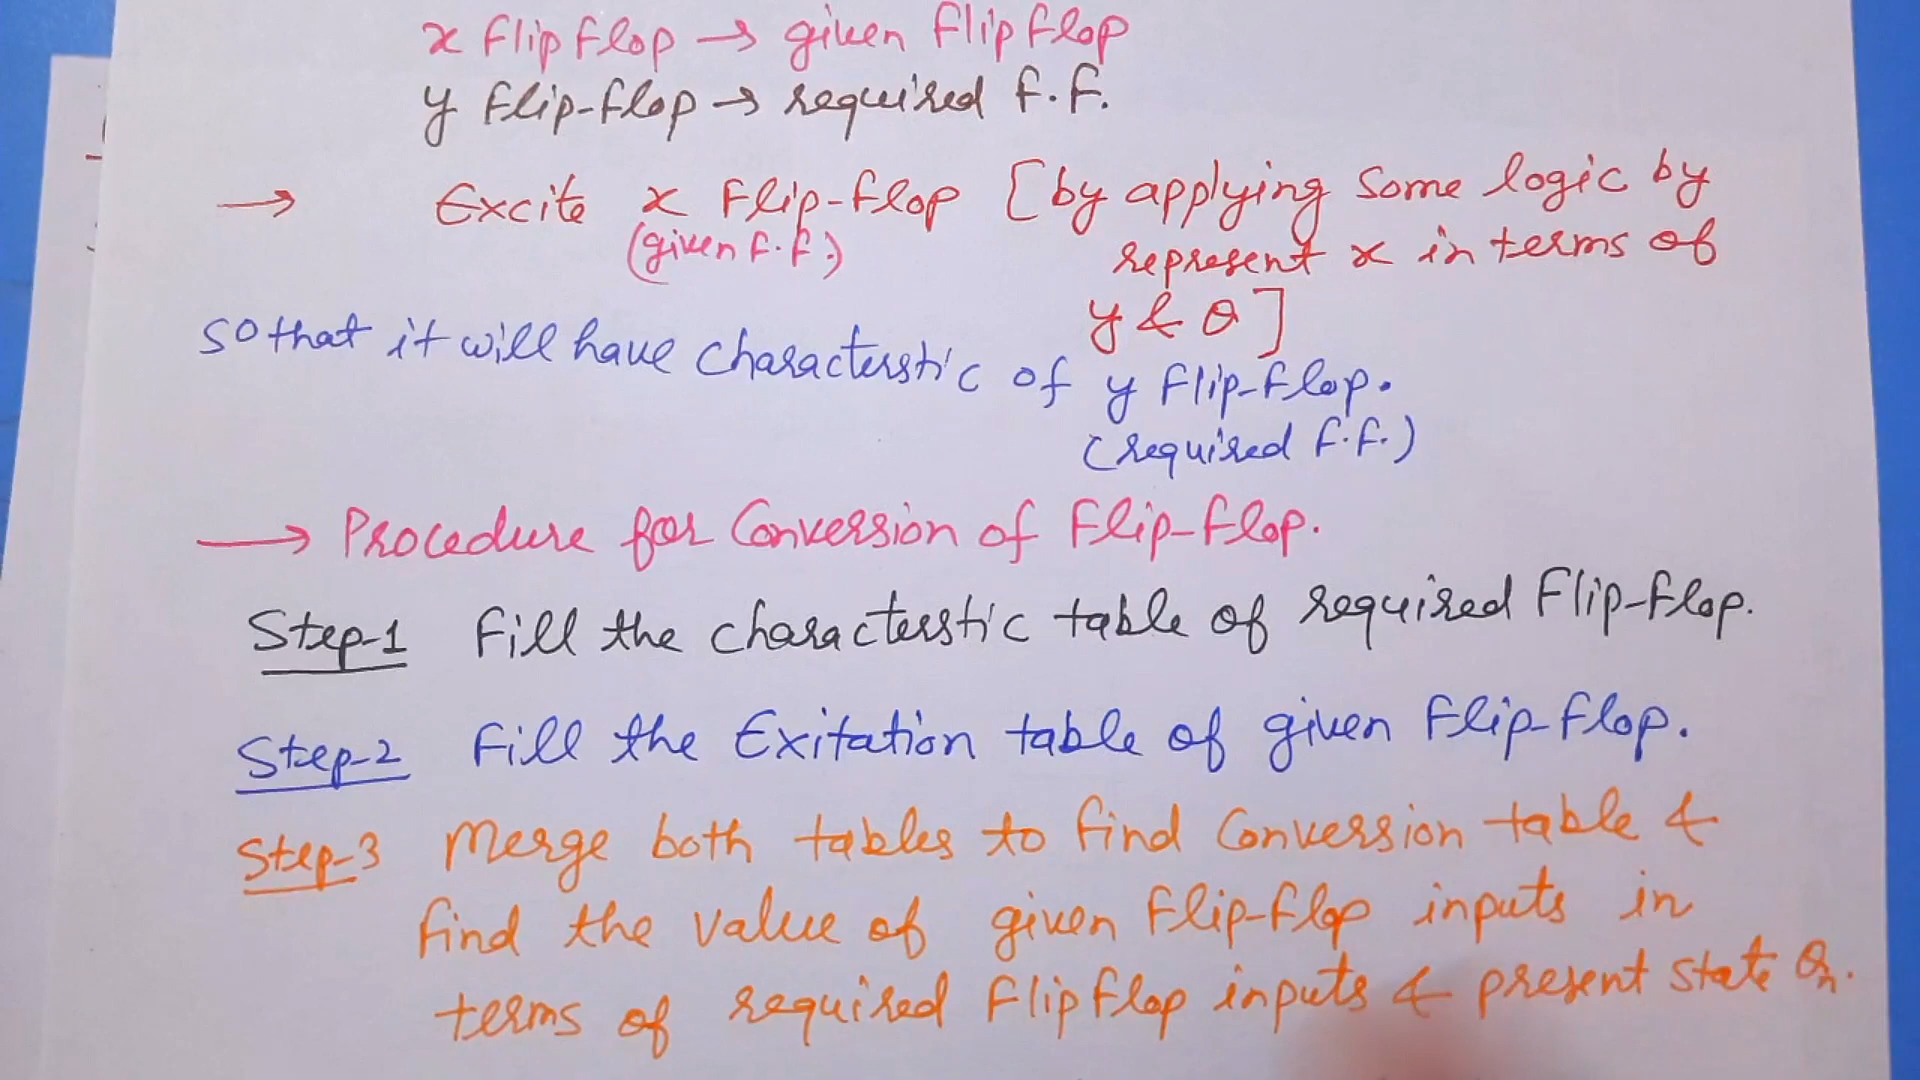 x Flip Flop → given Flip Flop
y Flip-Flop → required F.F.
→ Excite x Flip-Flop [by applying some logic by
(given F.F.) represent x in terms of
y & Q]
so that it will have characterstic of y Flip-Flop.
(required F.F.)
→ Procedure for Conversion of Flip-Flop.
Step-1 Fill the characterstic table of required Flip-Flop.
Step-2 Fill the Exitation table of given Flip-Flop.
Step-3 Merge both tables to find Conversion table &
find the value of given Flip-Flop inputs in
terms of required Flip Flop inputs & present state Qn.